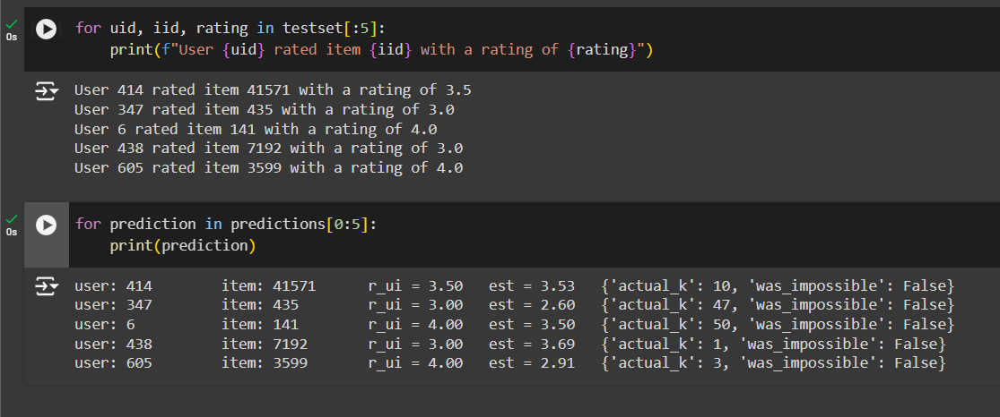 for uid, iid, rating in testset[:5]:
    print(f"User {uid} rated item {iid} with a rating of {rating}")
0s
User 414 rated item 41571 with a rating of 3.5
User 347 rated item 435 with a rating of 3.0
User 6 rated item 141 with a rating of 4.0
User 438 rated item 7192 with a rating of 3.0
User 605 rated item 3599 with a rating of 4.0
for prediction in predictions[0:5]:
    print(prediction)
0s
user: 414        item: 41571      r_ui = 3.50   est = 3.53   {'actual_k': 10, 'was_impossible': False}
user: 347        item: 435        r_ui = 3.00   est = 2.60   {'actual_k': 47, 'was_impossible': False}
user: 6          item: 141        r_ui = 4.00   est = 3.50   {'actual_k': 50, 'was_impossible': False}
user: 438        item: 7192       r_ui = 3.00   est = 3.69   {'actual_k': 1, 'was_impossible': False}
user: 605        item: 3599       r_ui = 4.00   est = 2.91   {'actual_k': 3, 'was_impossible': False}